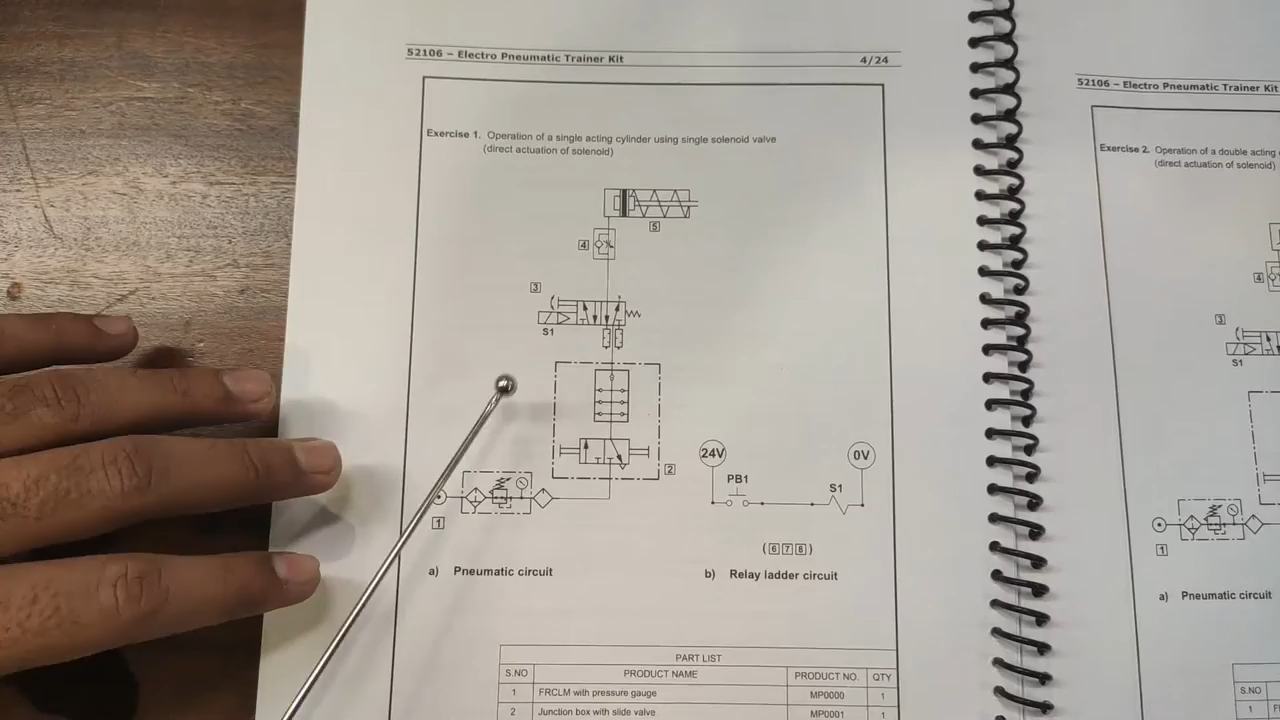 52106 – Electro Pneumatic Trainer Kit 4/24
Exercise 1. Operation of a single acting cylinder using single solenoid valve
(direct actuation of solenoid)
5
4
3
S1
2
1
24V
0V
PB1
S1
(6 7 8)
a) Pneumatic circuit
b) Relay ladder circuit
PART LIST
S.NO PRODUCT NAME PRODUCT NO. QTY
1 FRCLM with pressure gauge MP0000 1
2 Junction box with slide valve MP0001 1
52106 – Electro Pneumatic Trainer Kit
Exercise 2. Operation of a double acting
(direct actuation of solenoid)
4
3
S1
1
a) Pneumatic circuit
S.NO
1